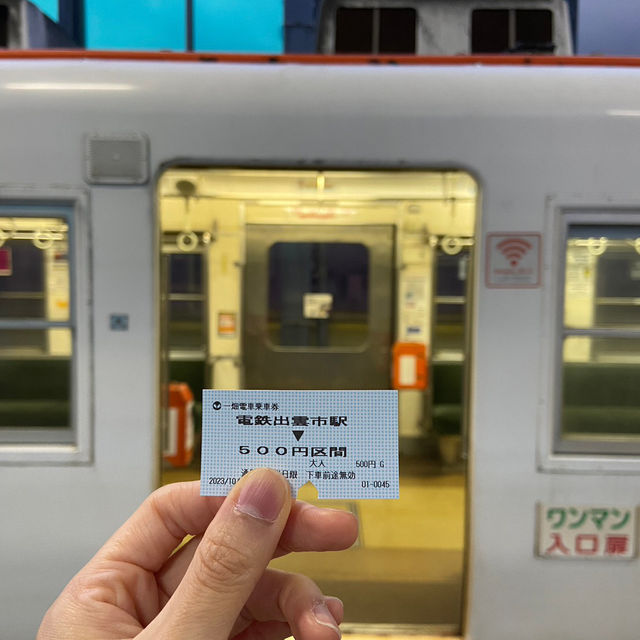 一畑電車乗車券
電鉄出雲市駅
▼
500円区間
大人 500円 G
日限 下車前途無効
2023/10
01-0045
ワンマン
入口扉